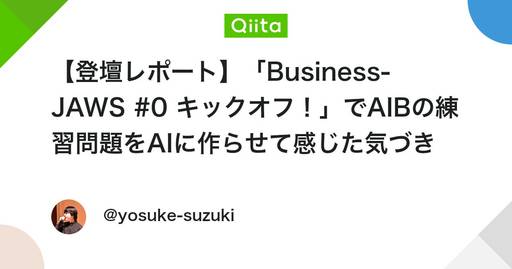 Qiita
【登壇レポート】「Business-
JAWS #0 キックオフ！」でAIBの練
習問題をAIに作らせて感じた気づき
@yosuke-suzuki